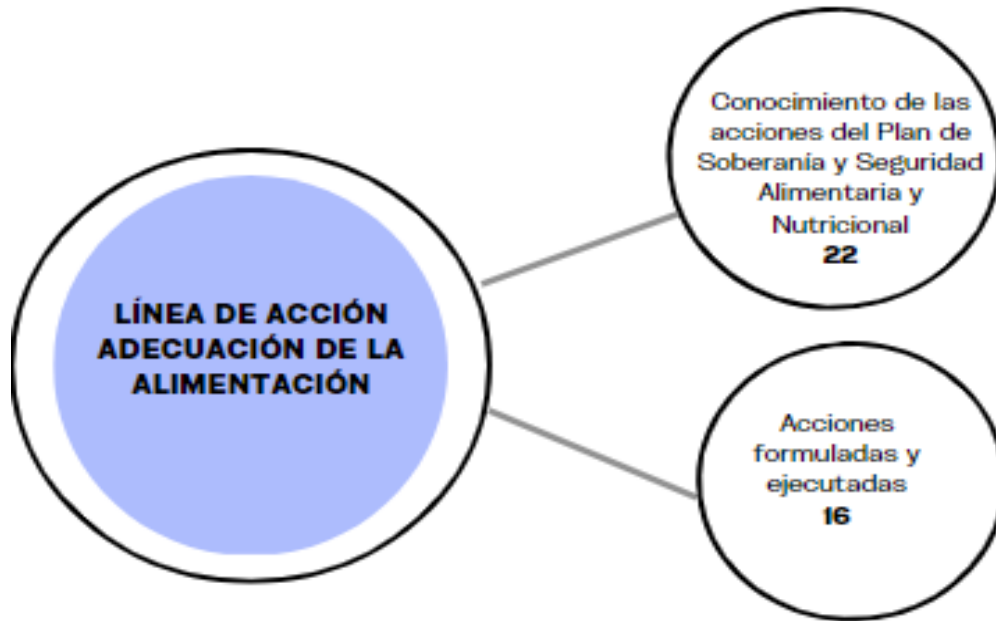 LÍNEA DE ACCIÓN
ADECUACIÓN DE LA
ALIMENTACIÓN
Conocimiento de las
acciones del Plan de
Soberanía y Seguridad
Alimentaria y
Nutricional
22
Acciones
formuladas y
ejecutadas
16